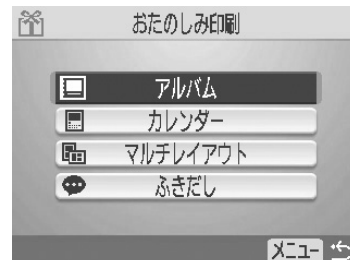 おたのしみ印刷
アルバム
カレンダー
マルチレイアウト
ふきだし
メニュー